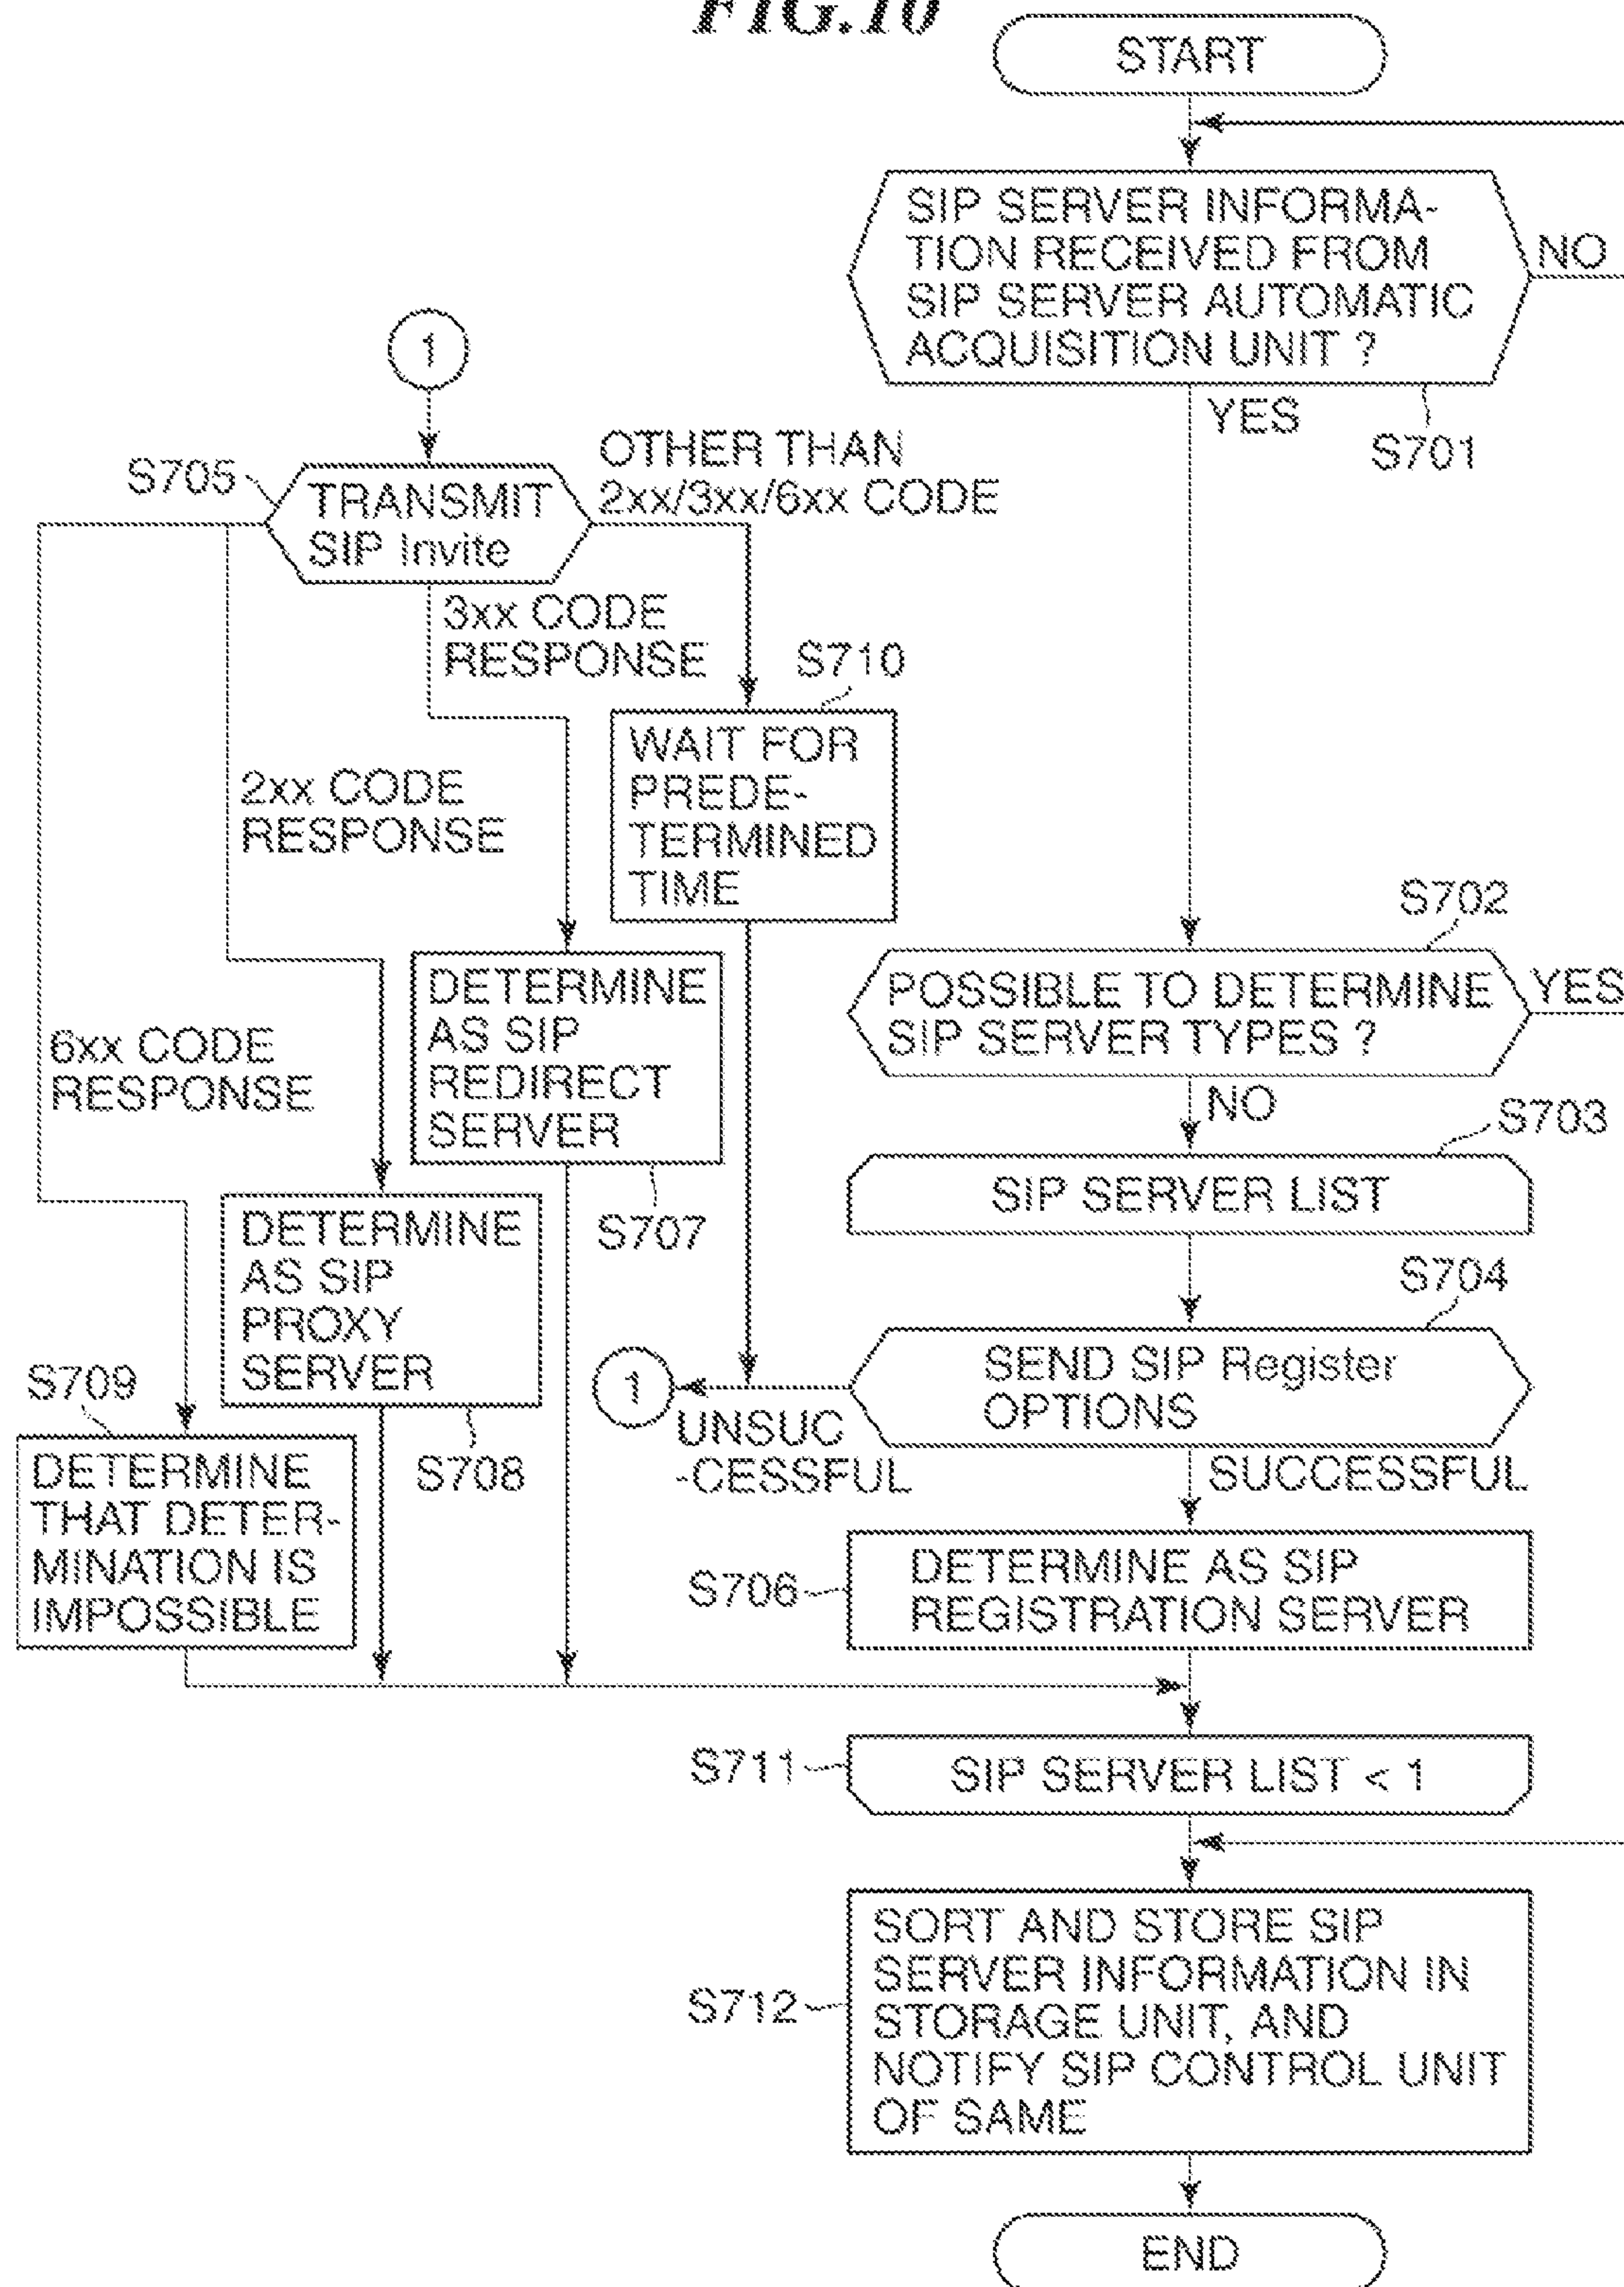 FIG.10
START
SIP SERVER INFORMA-
TION RECEIVED FROM
SIP SERVER AUTOMATIC
ACQUISITION UNIT ?
NO
YES
S701
1
S705
TRANSMIT
SIP Invite
OTHER THAN
2xx/3xx/6xx CODE
3xx CODE
RESPONSE
S710
WAIT FOR
PREDE-
TERMINED
TIME
2xx CODE
RESPONSE
6xx CODE
RESPONSE
DETERMINE
AS SIP
REDIRECT
SERVER
S707
DETERMINE
AS SIP
PROXY
SERVER
S708
S709
DETERMINE
THAT DETER-
MINATION IS
IMPOSSIBLE
S702
POSSIBLE TO DETERMINE
SIP SERVER TYPES ?
YES
NO
S703
SIP SERVER LIST
S704
SEND SIP Register
OPTIONS
1
UNSUC
-CESSFUL
SUCCESSFUL
S706
DETERMINE AS SIP
REGISTRATION SERVER
S711
SIP SERVER LIST < 1
S712
SORT AND STORE SIP
SERVER INFORMATION IN
STORAGE UNIT, AND
NOTIFY SIP CONTROL UNIT
OF SAME
END